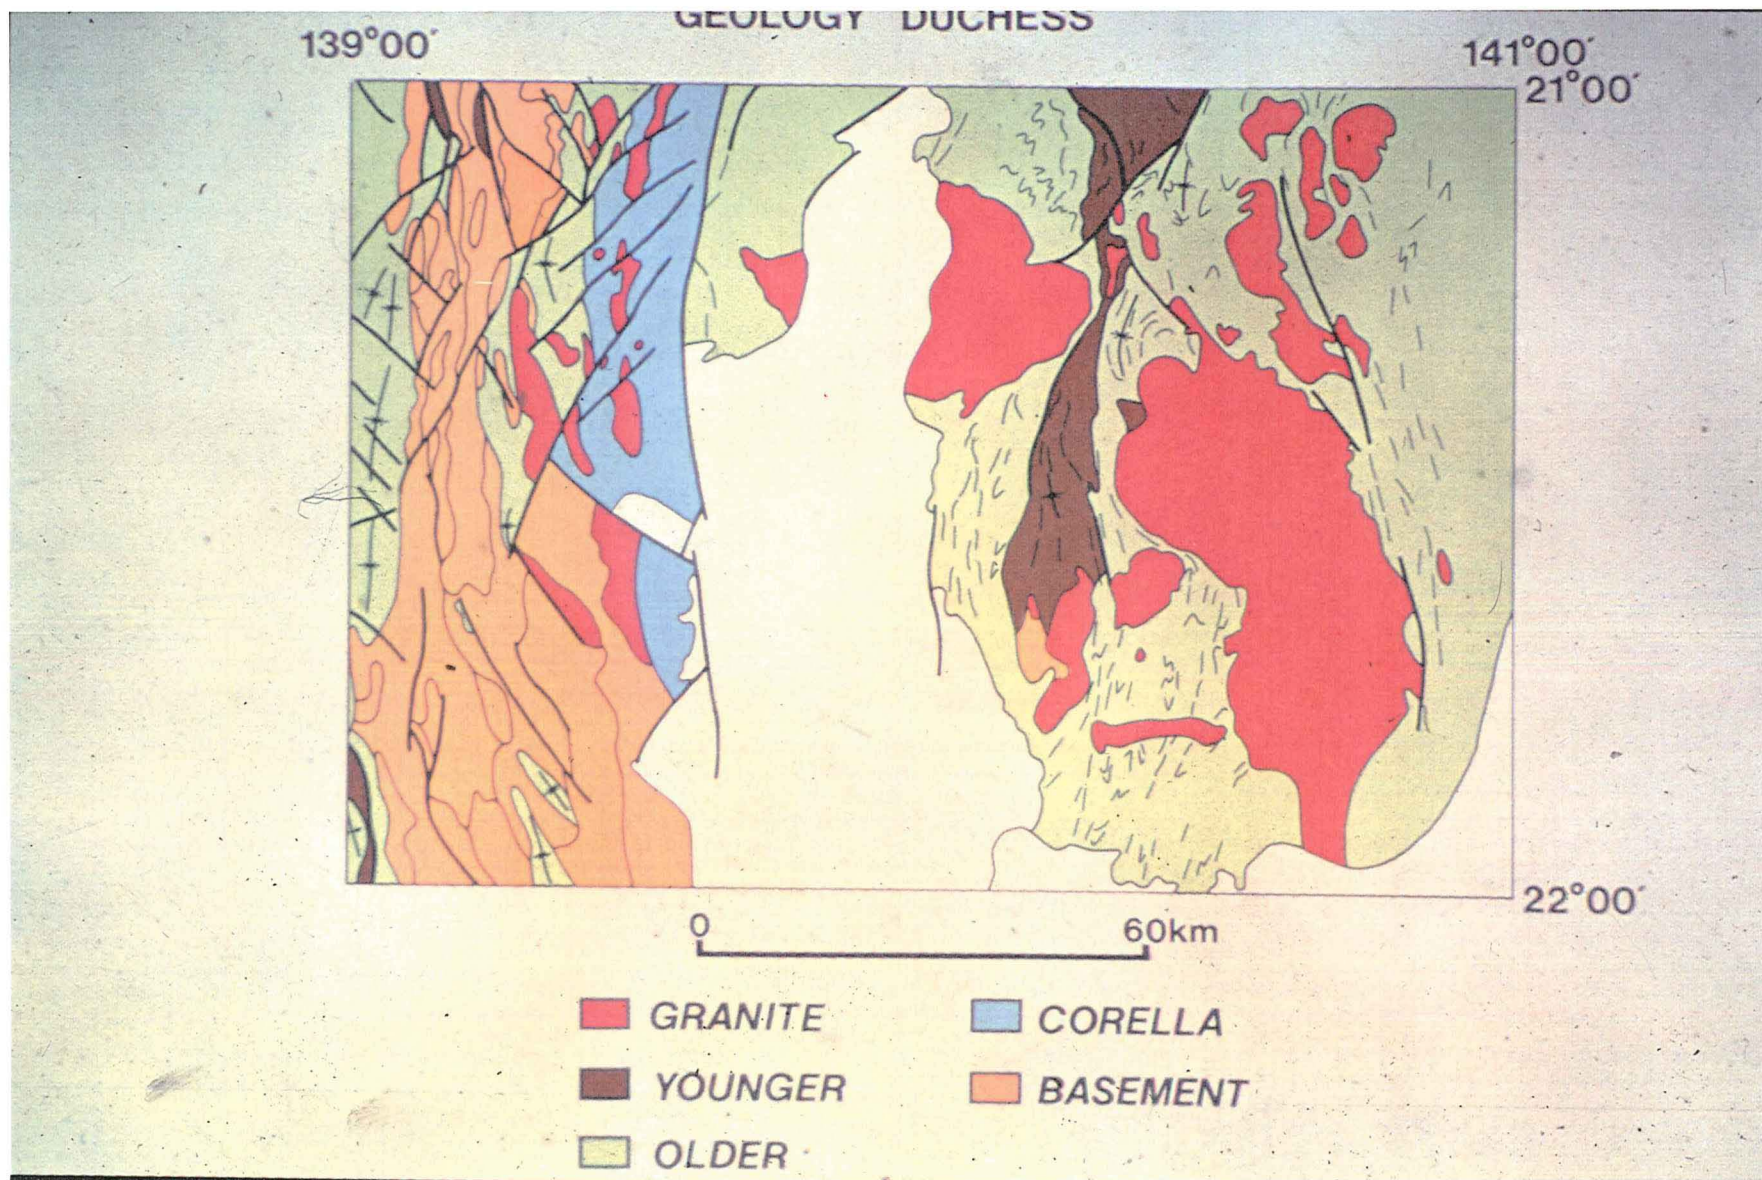 GEOLOGY DUCHESS
139°00′
141°00′
21°00′
22°00′
0 60km
GRANITE
CORELLA
YOUNGER
BASEMENT
OLDER